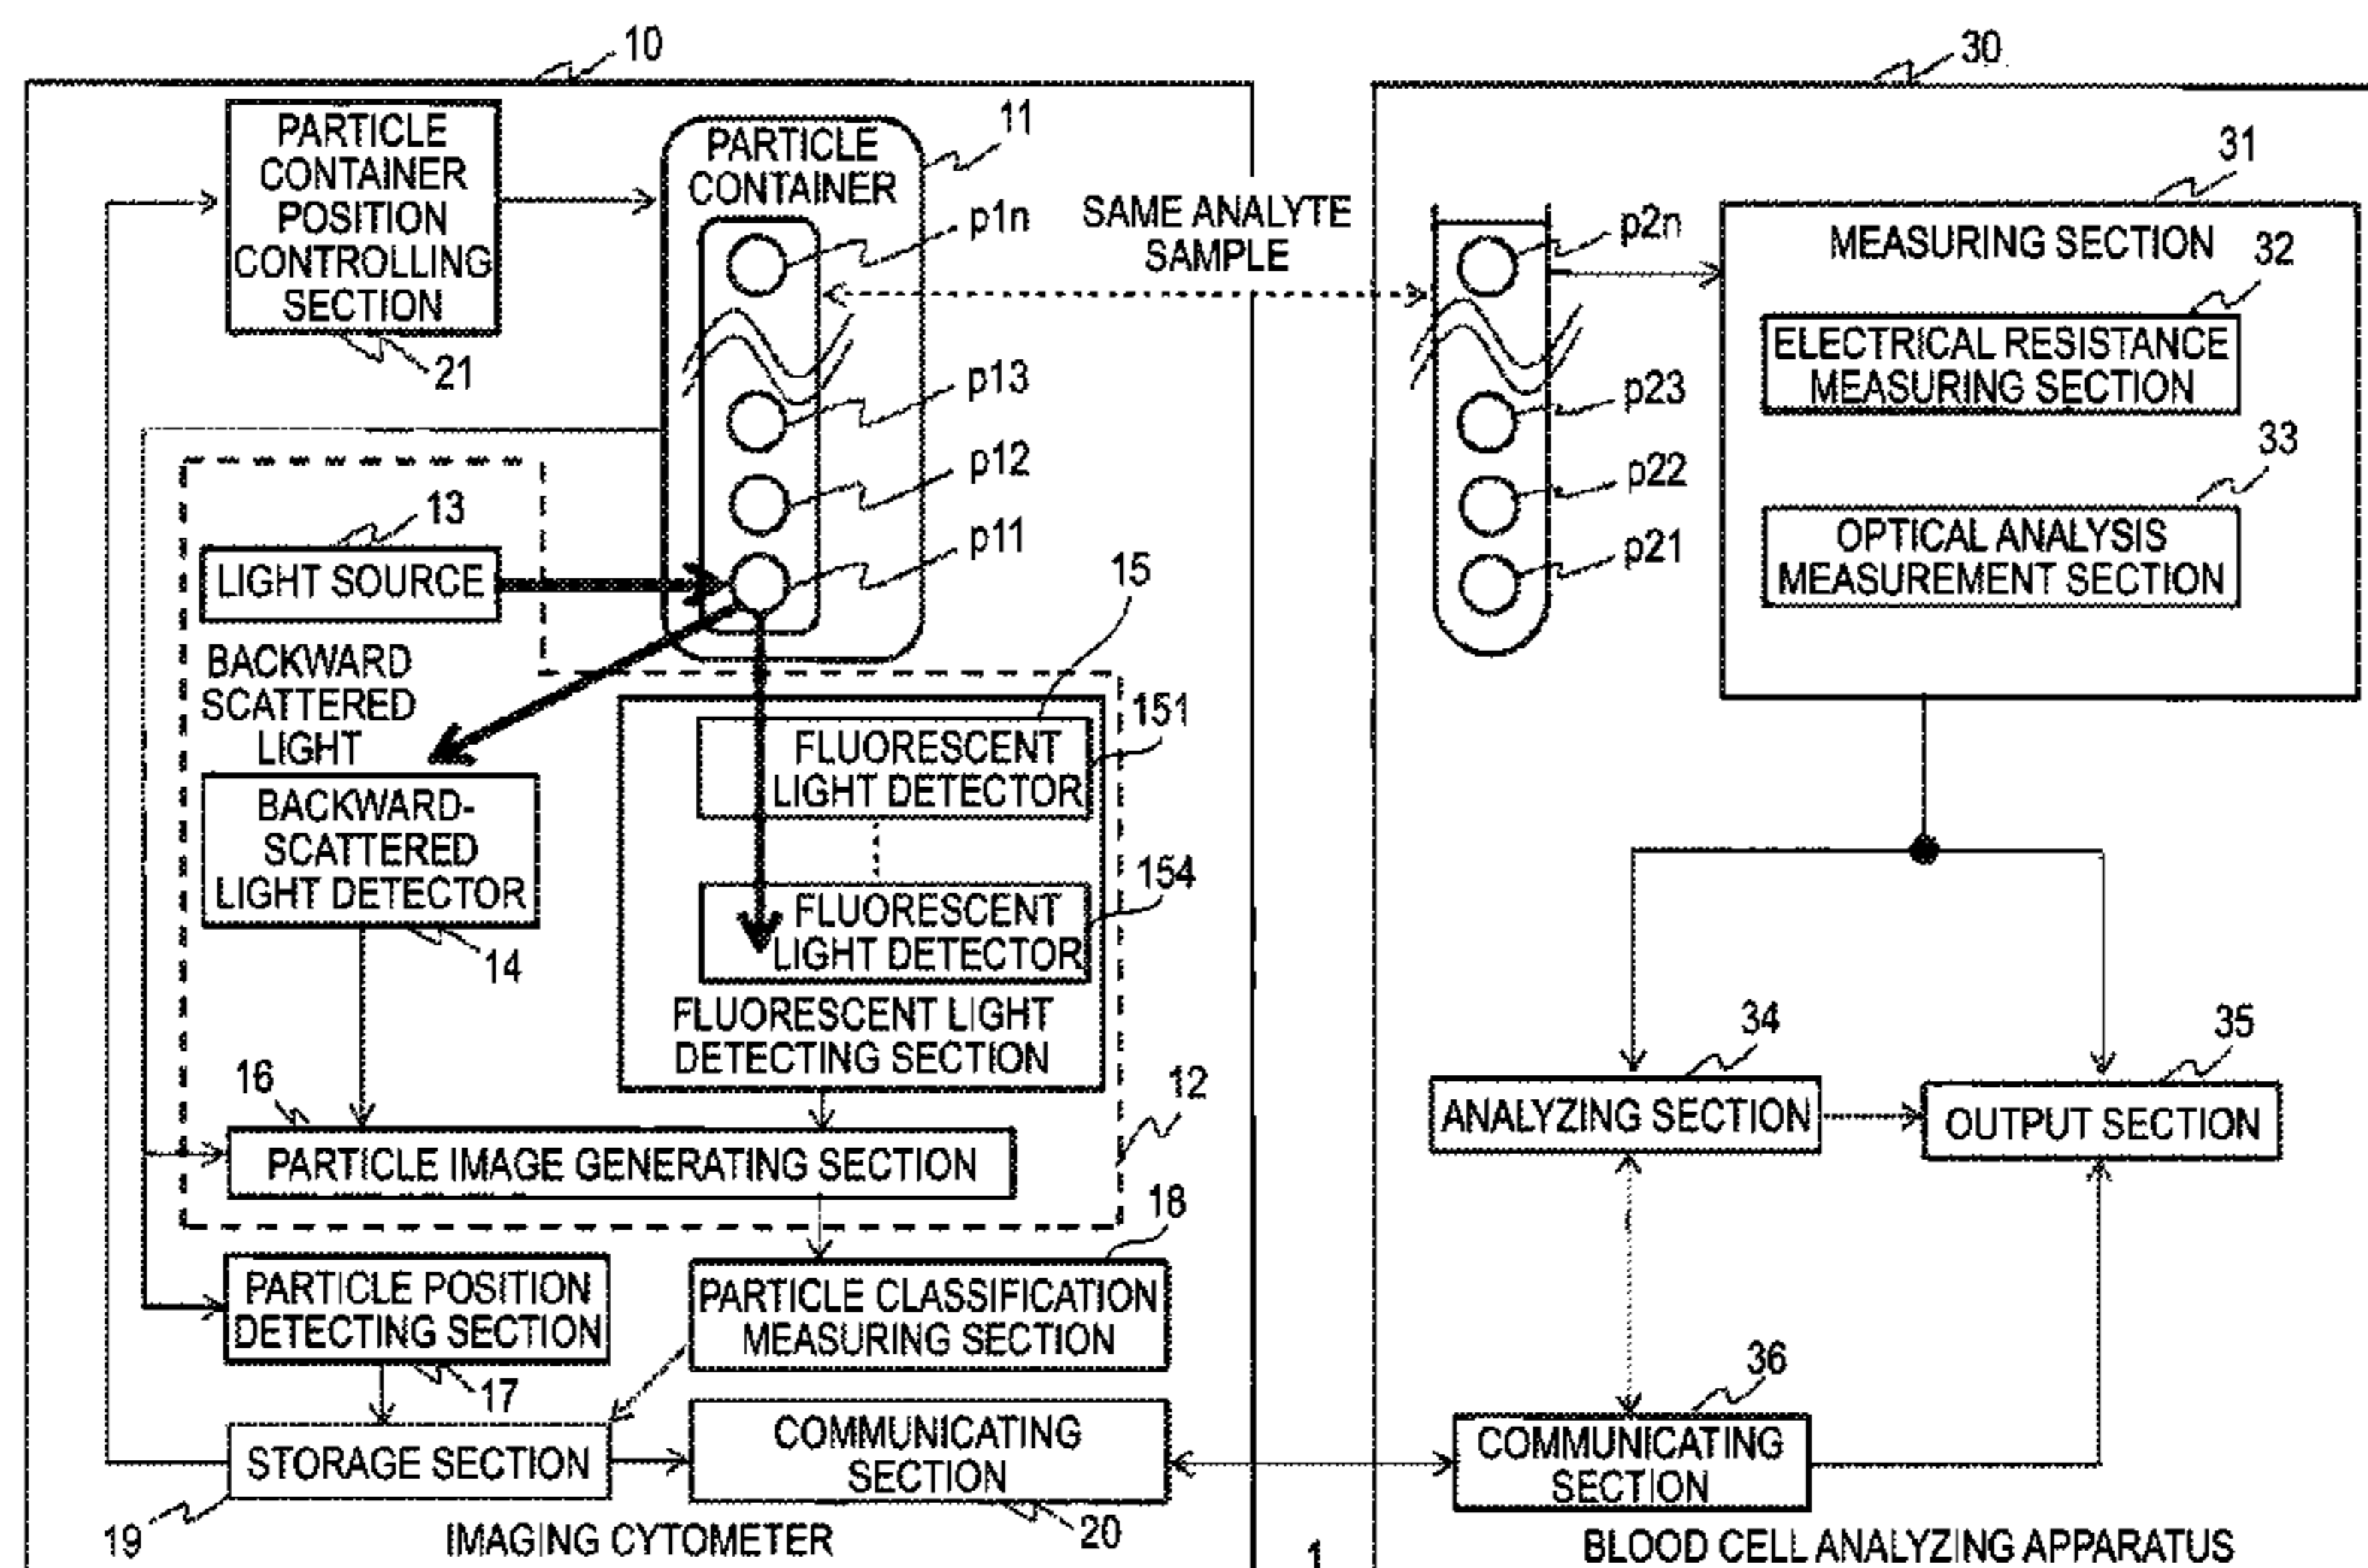 10
30
PARTICLE
CONTAINER
POSITION
CONTROLLING
SECTION
21
PARTICLE
CONTAINER
11
p1n
p13
p12
p11
SAME ANALYTE
SAMPLE
p2n
p23
p22
p21
31
MEASURING SECTION
32
ELECTRICAL RESISTANCE
MEASURING SECTION
33
OPTICAL ANALYSIS
MEASUREMENT SECTION
13
LIGHT SOURCE
BACKWARD
SCATTERED
LIGHT
BACKWARD-
SCATTERED
LIGHT DETECTOR
14
15
151
FLUORESCENT
LIGHT DETECTOR
154
FLUORESCENT
LIGHT DETECTOR
FLUORESCENT LIGHT
DETECTING SECTION
16
PARTICLE IMAGE GENERATING SECTION
12
18
PARTICLE POSITION
DETECTING SECTION
17
PARTICLE CLASSIFICATION
MEASURING SECTION
STORAGE SECTION
19
COMMUNICATING
SECTION
20
IMAGING CYTOMETER
34
ANALYZING SECTION
35
OUTPUT SECTION
36
COMMUNICATING
SECTION
BLOOD CELL ANALYZING APPARATUS
1